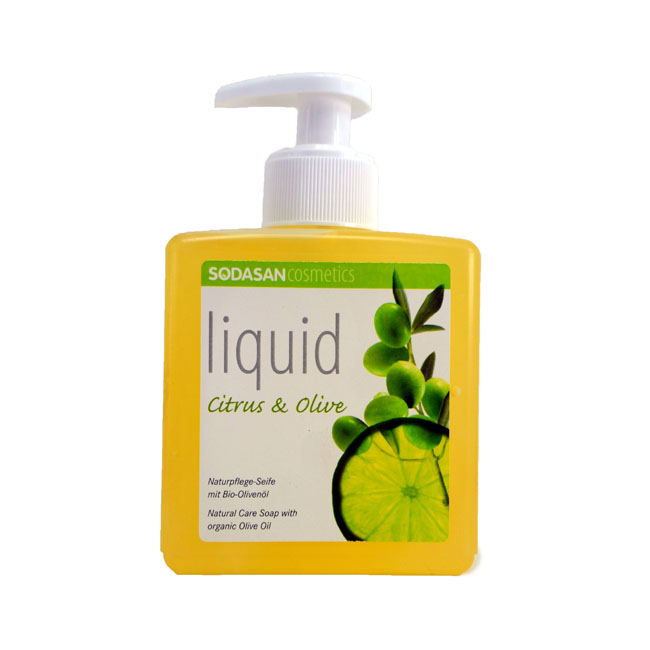 SODASANcosmetics
liquid
Citrus & Olive
Naturpflege-Seife
mit Bio-Olivenöl
Natural Care Soap with
organic Olive Oil